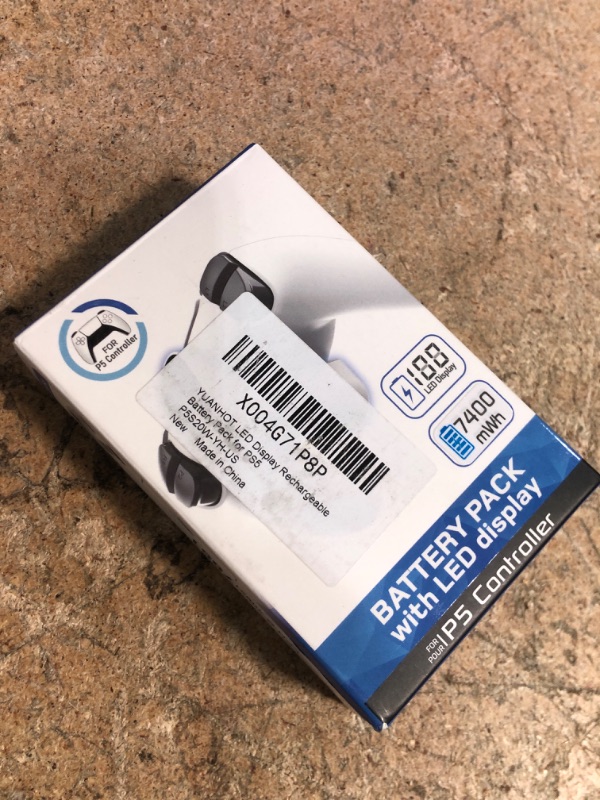 FOR
P5 Controller
188
LED Display
7400
mWh
X004G71P8P
YUANHOT LED Display Rechargeable
Battery Pack for PS5
P5S20W-YH-US
New
Made in China
BATTERY PACK
with LED display
FOR
POUR
P5 Controller